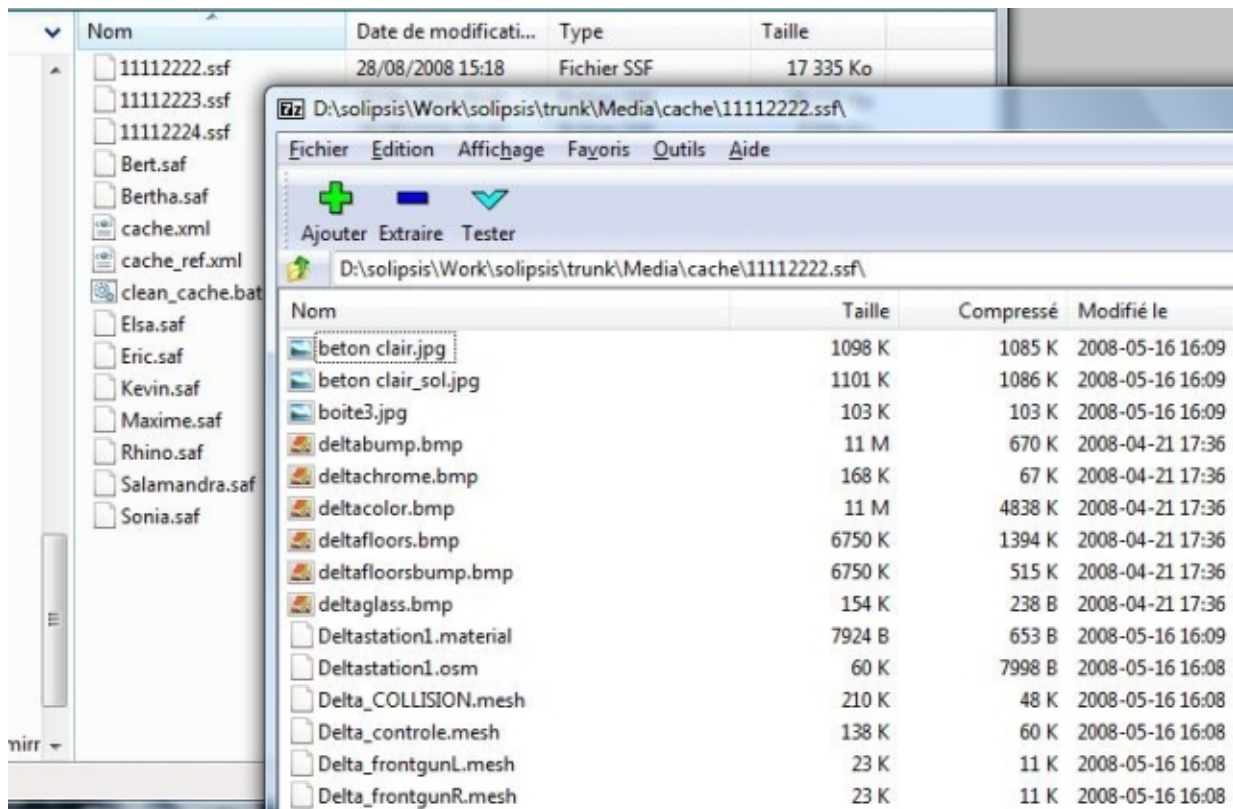 Nom Date de modificati... Type Taille
11112222.ssf 28/08/2008 15:18 Fichier SSF 17 335 Ko
11112223.ssf
11112224.ssf
Bert.saf
Bertha.saf
cache.xml
cache_ref.xml
clean_cache.bat
Elsa.saf
Eric.saf
Kevin.saf
Maxime.saf
Rhino.saf
Salamandra.saf
Sonia.saf
mirr
7z D:\solipsis\Work\solipsis\trunk\Media\cache\11112222.ssf\
Fichier Edition Affichage Favoris Outils Aide
Ajouter Extraire Tester
D:\solipsis\Work\solipsis\trunk\Media\cache\11112222.ssf\
Nom Taille Compressé Modifié le
beton clair.jpg 1098 K 1085 K 2008-05-16 16:09
beton clair_sol.jpg 1101 K 1086 K 2008-05-16 16:09
boite3.jpg 103 K 103 K 2008-05-16 16:09
deltabump.bmp 11 M 670 K 2008-04-21 17:36
deltachrome.bmp 168 K 67 K 2008-04-21 17:36
deltacolor.bmp 11 M 4838 K 2008-04-21 17:36
deltafloors.bmp 6750 K 1394 K 2008-04-21 17:36
deltafloorsbump.bmp 6750 K 515 K 2008-04-21 17:36
deltaglass.bmp 154 K 238 B 2008-04-21 17:36
Deltastation1.material 7924 B 653 B 2008-05-16 16:09
Deltastation1.osm 60 K 7998 B 2008-05-16 16:08
Delta_COLLISION.mesh 210 K 48 K 2008-05-16 16:08
Delta_controle.mesh 138 K 60 K 2008-05-16 16:08
Delta_frontgunL.mesh 23 K 11 K 2008-05-16 16:08
Delta_frontgunR.mesh 23 K 11 K 2008-05-16 16:08